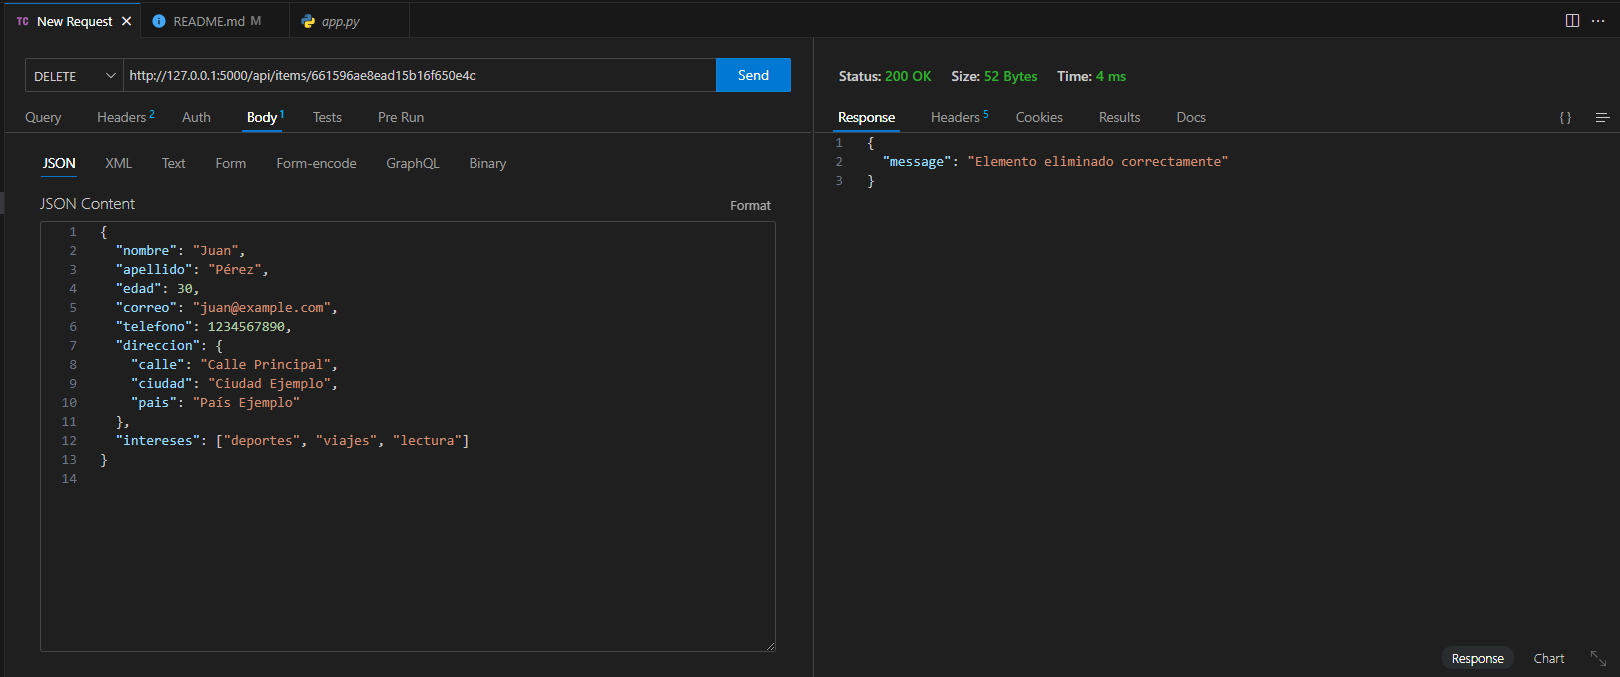 TC New Request README.md M app.py
DELETE http://127.0.0.1:5000/api/items/661596ae8ead15b16f650e4c Send
Query Headers 2 Auth Body 1 Tests Pre Run
JSON XML Text Form Form-encode GraphQL Binary
JSON Content Format
1 {
2 "nombre": "Juan",
3 "apellido": "Pérez",
4 "edad": 30,
5 "correo": "juan@example.com",
6 "telefono": 1234567890,
7 "direccion": {
8 "calle": "Calle Principal",
9 "ciudad": "Ciudad Ejemplo",
10 "pais": "País Ejemplo"
11 },
12 "intereses": ["deportes", "viajes", "lectura"]
13 }
14
Status: 200 OK Size: 52 Bytes Time: 4 ms
Response Headers 5 Cookies Results Docs { }
1 {
2 "message": "Elemento eliminado correctamente"
3 }
Response Chart